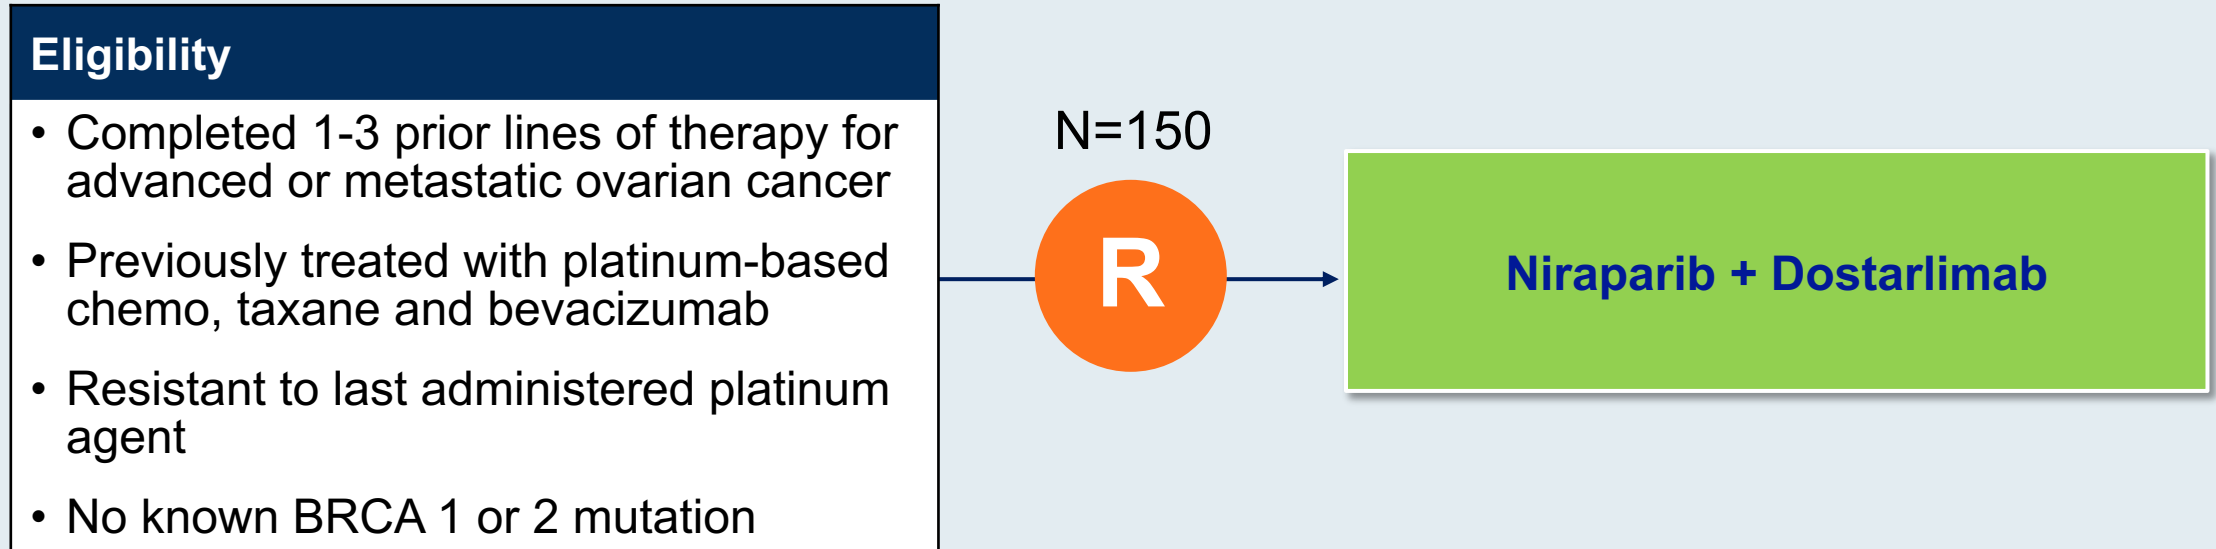 Eligibility
• Completed 1-3 prior lines of therapy for
advanced or metastatic ovarian cancer
• Previously treated with platinum-based
chemo, taxane and bevacizumab
• Resistant to last administered platinum
agent
• No known BRCA 1 or 2 mutation
N=150
R
Niraparib + Dostarlimab